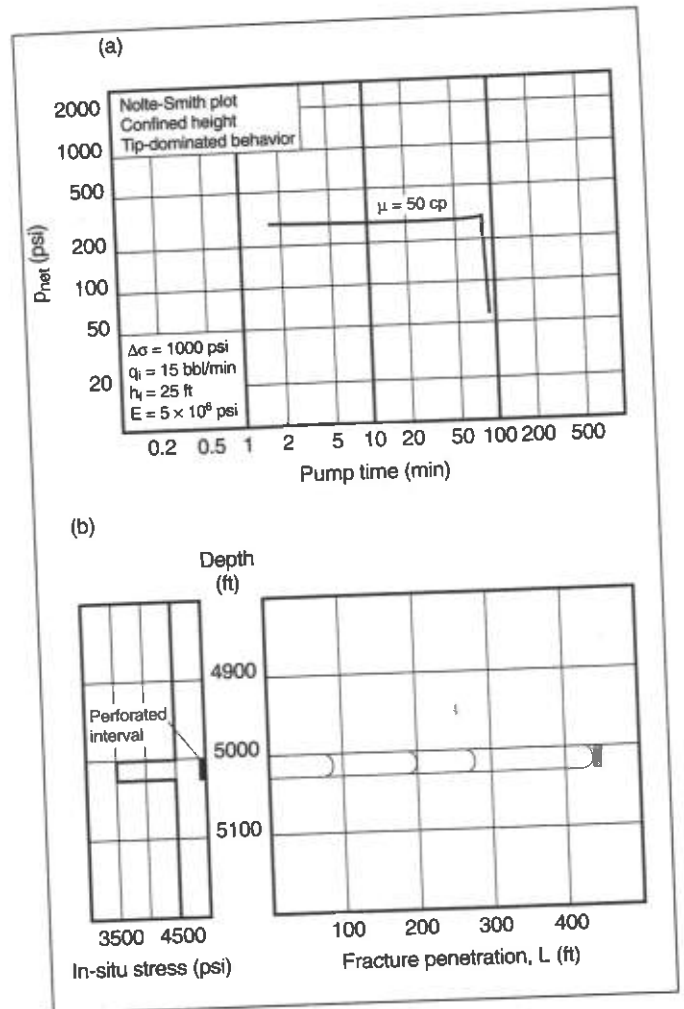 (a)
Nolte-Smith plot
Confined height
Tip-dominated behavior
2000
1000
500
200
100
50
20
pnet (psi)
μ = 50 cp
Δσ = 1000 psi
qi = 15 bbl/min
hf = 25 ft
E = 5 × 10⁶ psi
0.2 0.5 1 2 5 10 20 50 100 200 500
Pump time (min)
(b)
Depth
(ft)
4900
Perforated
interval
5000
5100
3500 4500
In-situ stress (psi)
100 200 300 400
Fracture penetration, L (ft)